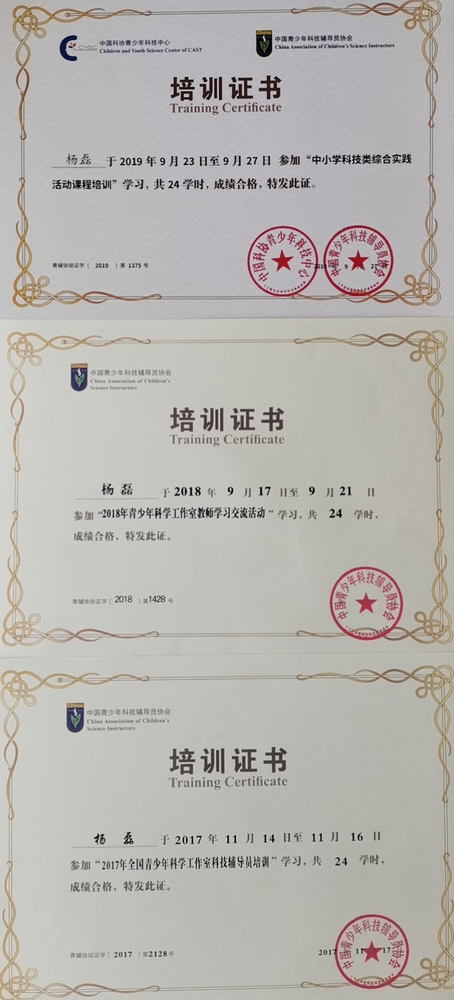 中国科协青少年科技中心
Children and Youth Science Center of CAST
CYSC
China
中国青少年科技辅导员协会
China Association of Children's Science Instructors
培训证书
Training Certificate
杨磊 于 2019 年 9 月 23 日至 9 月 27 日 参加“中小学科技类综合实践
活动课程培训”学习，共 24 学时，成绩合格，特发此证。
中国科协青少年科技中心
中国青少年科技辅导员协会
青辅协培证字［ 2019 ］第 1375 号
2019 年 9 月 27
China
中国青少年科技辅导员协会
China Association of Children's
Science Instructors
培训证书
Training Certificate
杨磊 于 2018 年 9 月 17 日至 9 月 21 日
参加“2018年青少年科学工作室教师学习交流活动”学习，共 24 学时，
成绩合格，特发此证。
中国青少年科技辅导员协会
青辅协培证字［ 2018 ］第1428 号
China
中国青少年科技辅导员协会
China Association of Children's
Science Instructors
培训证书
Training Certificate
杨 磊 于 2017 年 11 月 14 日至 11 月 16 日
参加“2017年全国青少年科学工作室科技辅导员培训”学习，共 24 学时，
成绩合格，特发此证。
中国青少年科技辅导员协会
青辅协培证字［ 2017 ］第2128号
2017 11 17